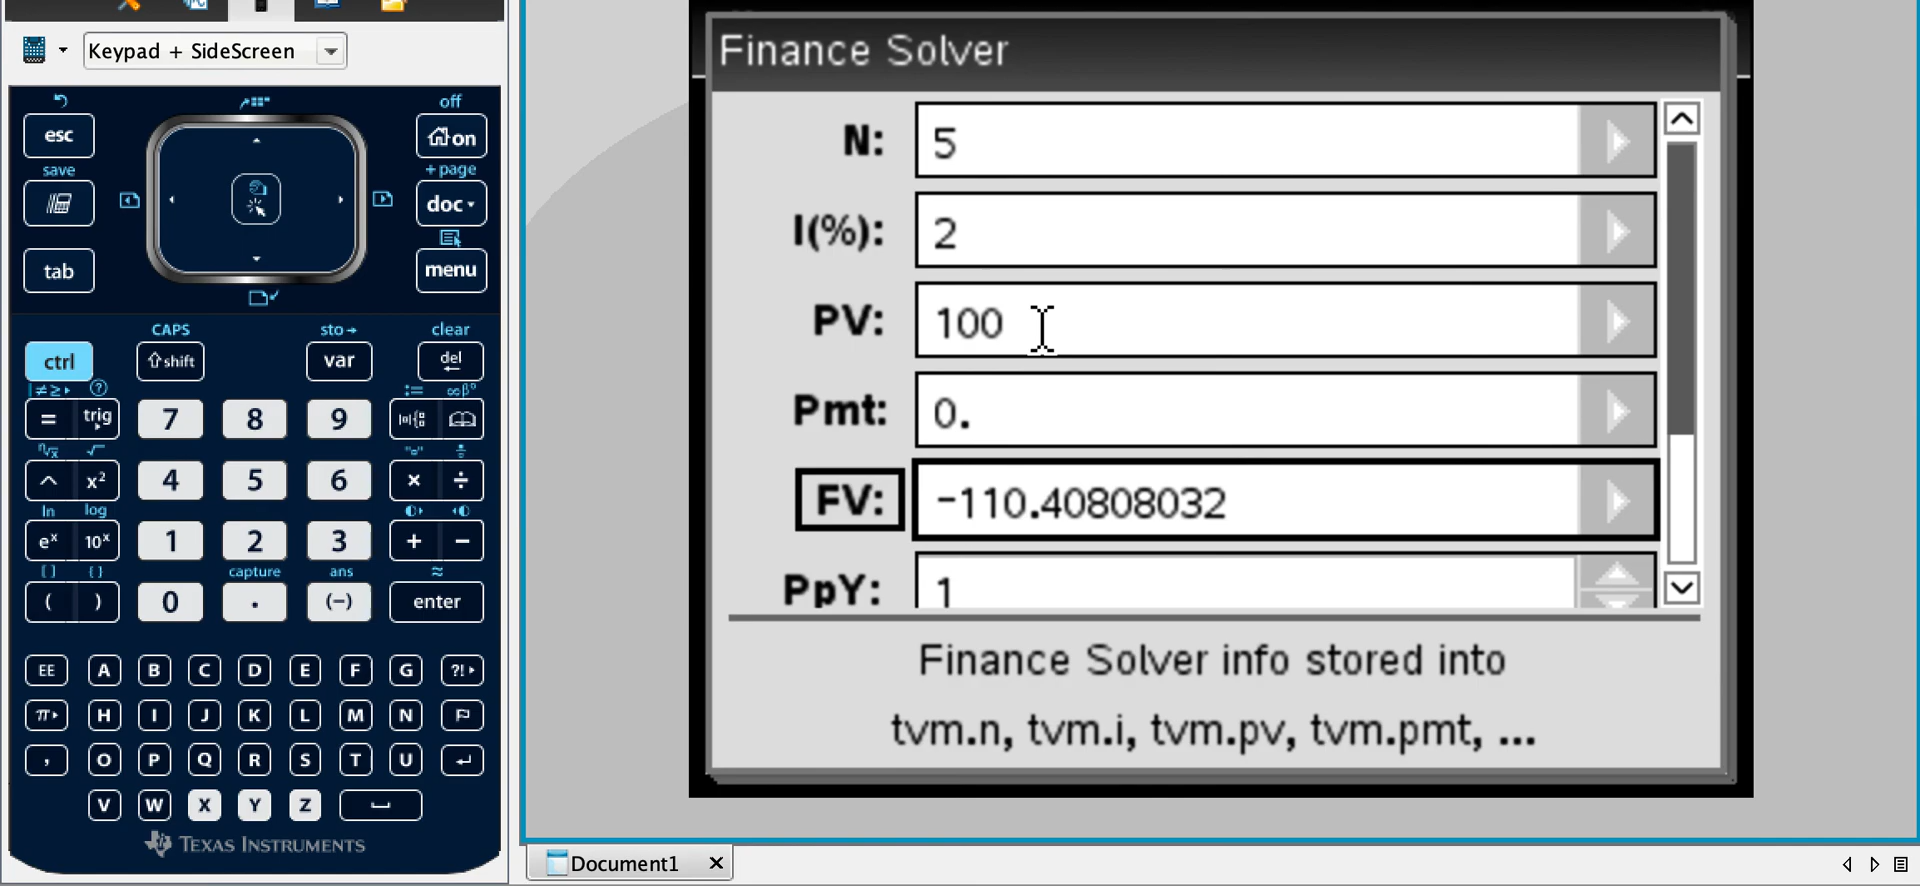 Keypad + SideScreen
off
esc
on
save
+ page
doc
tab
menu
CAPS
sto→
clear
ctrl
shift
var
del
= trig 7 8 9
^ x² 4 5 6 × ÷
ln log
eˣ 10ˣ 1 2 3 + −
[ ] { } capture ans ≈
( ) 0 . (−) enter
EE A B C D E F G ?!▸
π▸ H I J K L M N
, O P Q R S T U
V W X Y Z
TEXAS INSTRUMENTS
Finance Solver
N: 5
I(%): 2
PV: 100
Pmt: 0.
FV: -110.40808032
PpY: 1
Finance Solver info stored into
tvm.n, tvm.i, tvm.pv, tvm.pmt, ...
Document1